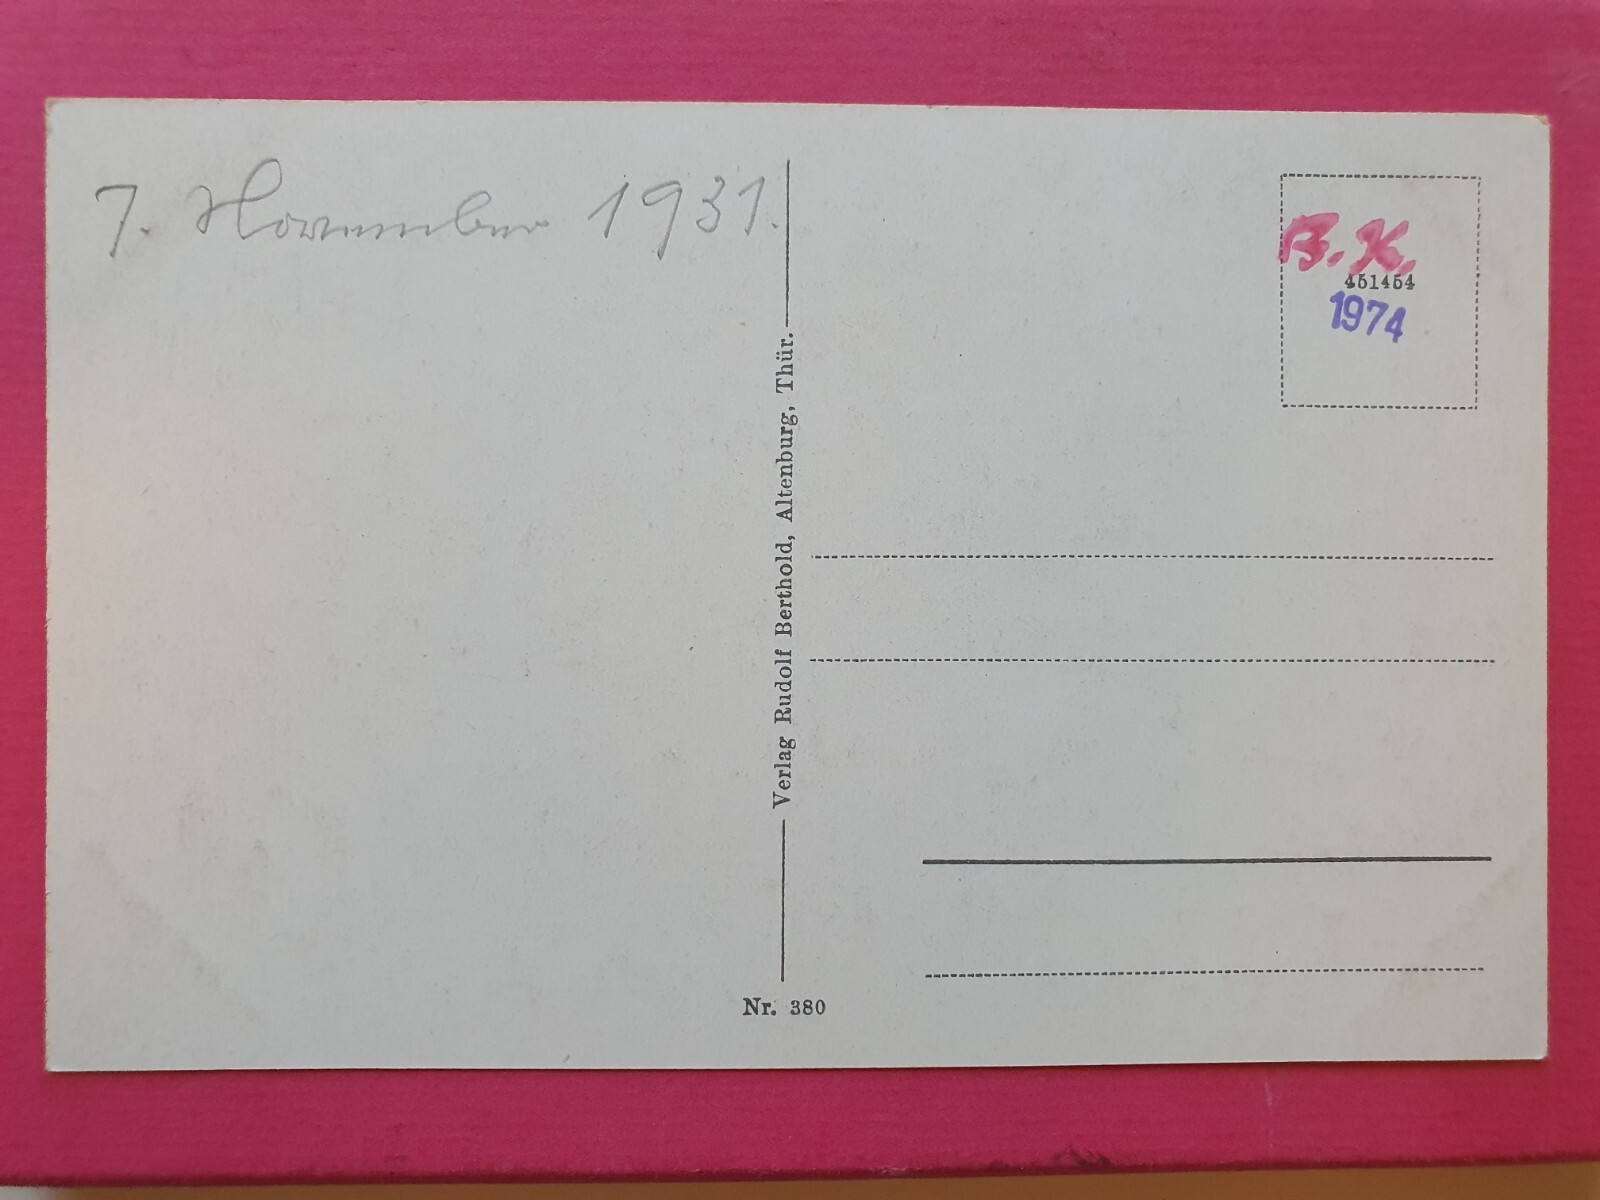 7. November 1931.
B. K.
451454
1974
Verlag Rudolf Berthold, Altenburg, Thür.
Nr. 380